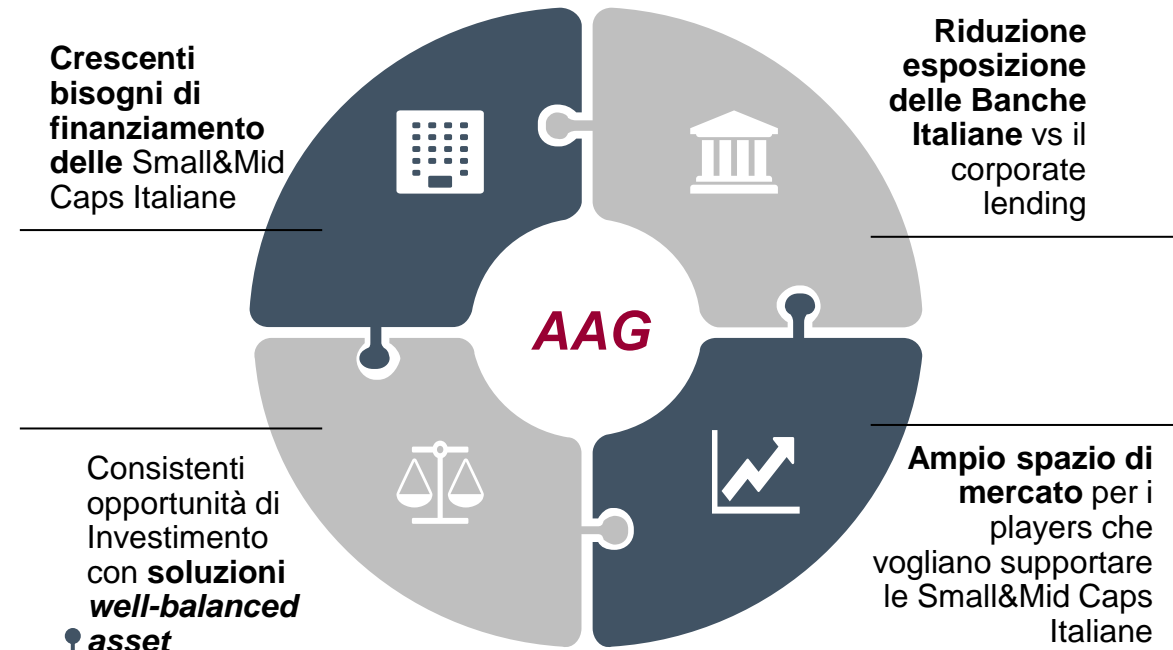 Crescenti
bisogni di
finanziamento
delle Small&Mid
Caps Italiane
Riduzione
esposizione
delle Banche
Italiane vs il
corporate
lending
AAG
Consistenti
opportunità di
Investimento
con soluzioni
well-balanced
asset
Ampio spazio di
mercato per i
players che
vogliano supportare
le Small&Mid Caps
Italiane